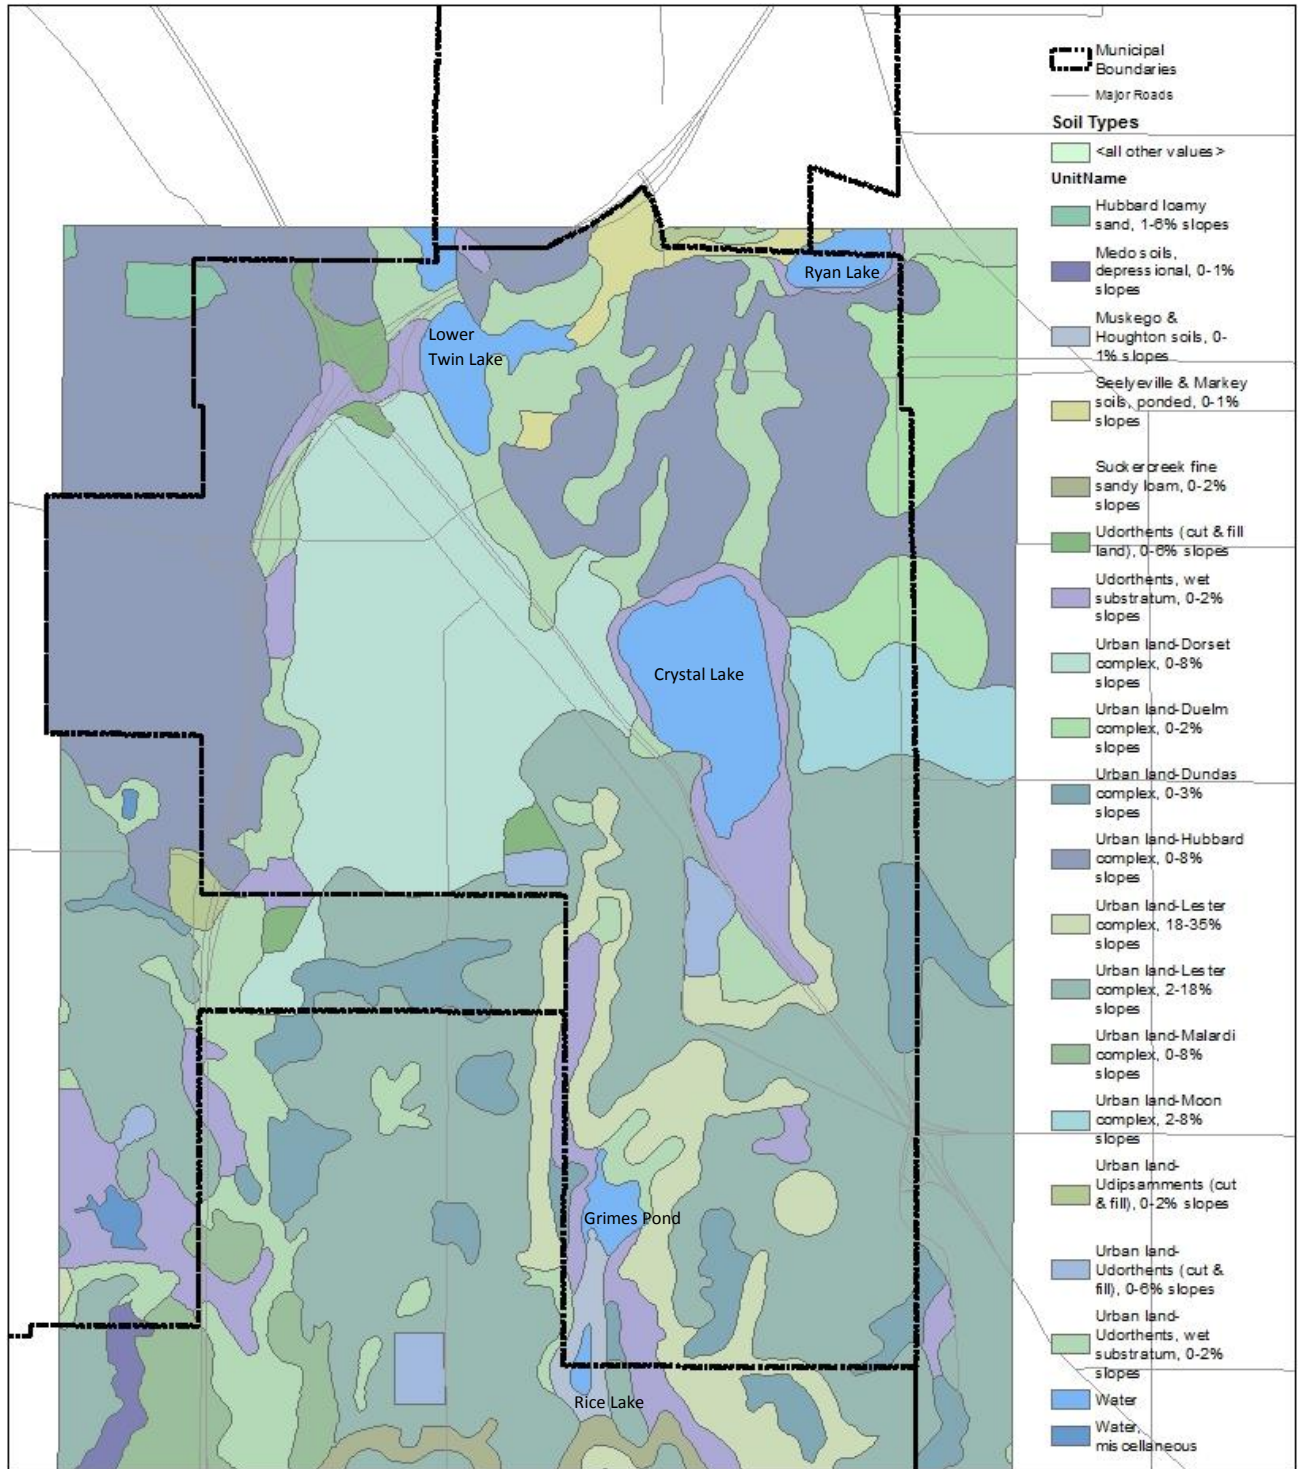 Municipal
Boundaries
Major Roads
Soil Types
<all other values>
UnitName
Hubbard loamy
sand, 1-6% slopes
Medo soils,
depressional, 0-1%
slopes
Muskego &
Houghton soils, 0-
1% slopes
Seelyeville & Markey
soils, ponded, 0-1%
slopes
Suckercreek fine
sandy loam, 0-2%
slopes
Udorthents (cut & fill
land), 0-6% slopes
Udorthents, wet
substratum, 0-2%
slopes
Urban land-Dorset
complex, 0-8%
slopes
Urban land-Duelm
complex, 0-2%
slopes
Urban land-Dundas
complex, 0-3%
slopes
Urban land-Hubbard
complex, 0-8%
slopes
Urban land-Lester
complex, 18-35%
slopes
Urban land-Lester
complex, 2-18%
slopes
Urban land-Malardi
complex, 0-8%
slopes
Urban land-Moon
complex, 2-8%
slopes
Urban land-
Udipsamments (cut
& fill), 0-2% slopes
Urban land-
Udorthents (cut &
fill), 0-6% slopes
Urban land-
Udorthents, wet
substratum, 0-2%
slopes
Water
Water,
miscellaneous
Ryan Lake
Lower
Twin Lake
Crystal Lake
Grimes Pond
Rice Lake